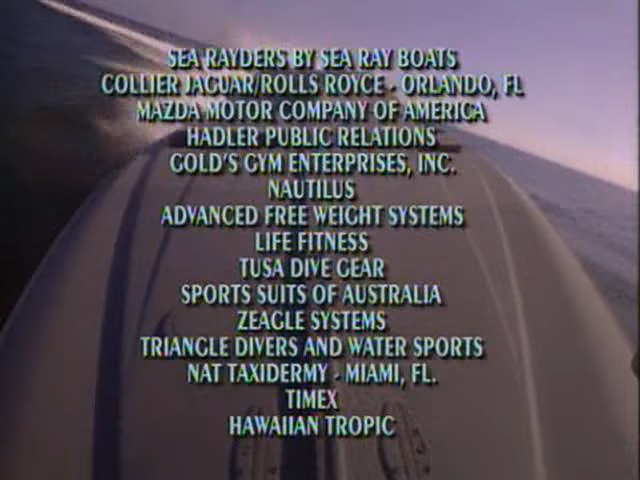 SEA RAYDERS BY SEA RAY BOATS
COLLIER JAGUAR/ROLLS ROYCE - ORLANDO, FL
MAZDA MOTOR COMPANY OF AMERICA
HADLER PUBLIC RELATIONS
GOLD'S GYM ENTERPRISES, INC.
NAUTILUS
ADVANCED FREE WEIGHT SYSTEMS
LIFE FITNESS
TUSA DIVE GEAR
SPORTS SUITS OF AUSTRALIA
ZEAGLE SYSTEMS
TRIANGLE DIVERS AND WATER SPORTS
NAT TAXIDERMY - MIAMI, FL.
TIMEX
HAWAIIAN TROPIC